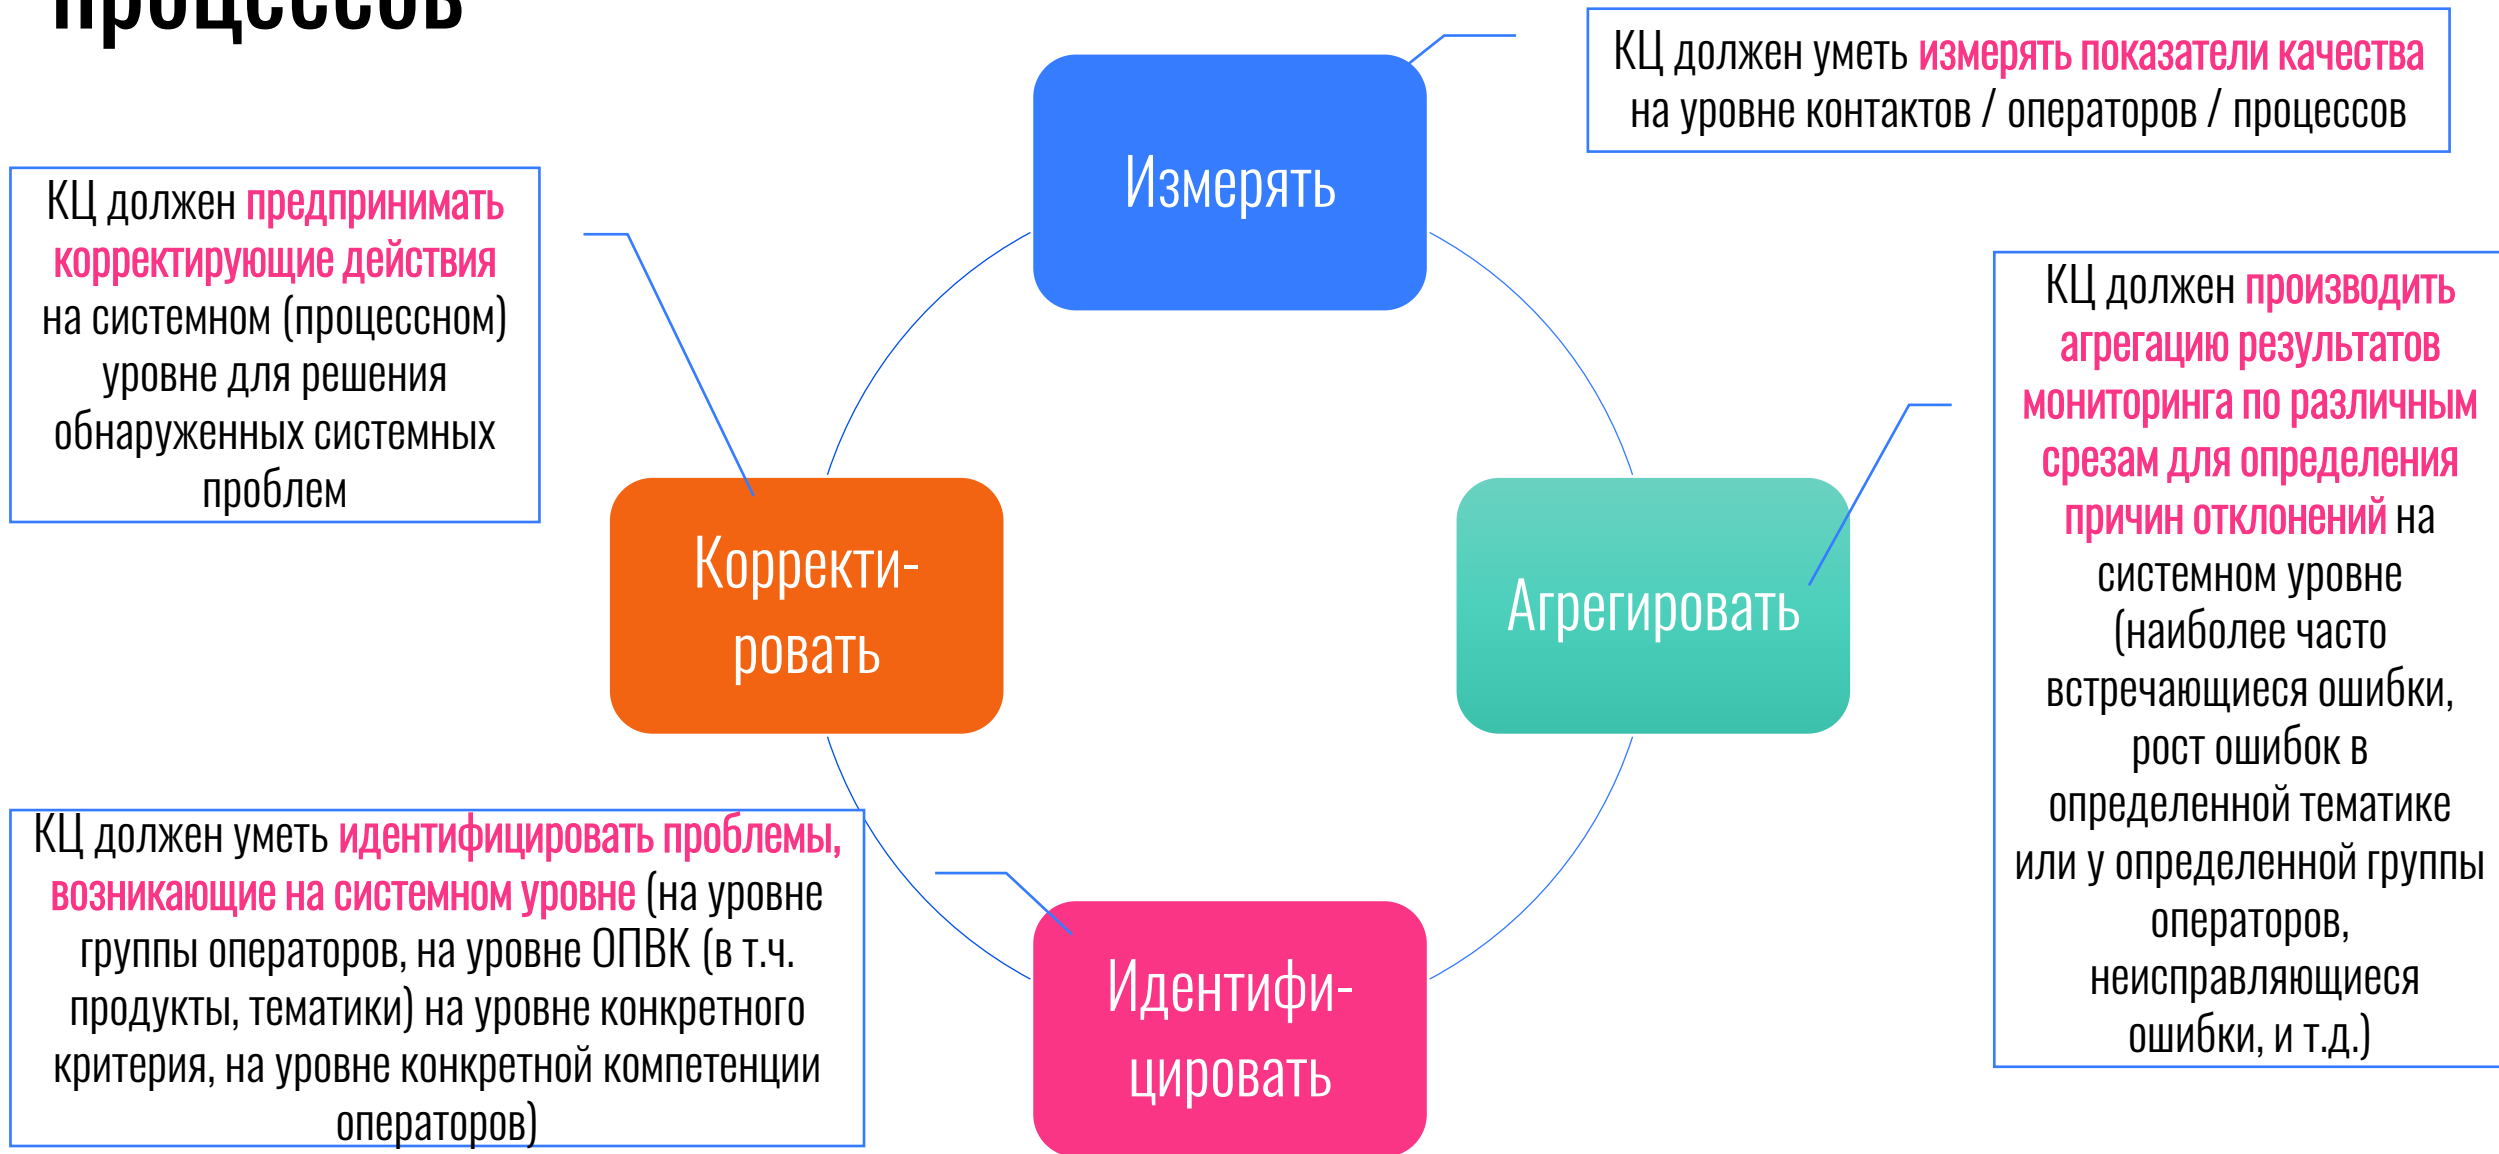 процессов
КЦ должен уметь измерять показатели качества
на уровне контактов / операторов / процессов
Измерять
КЦ должен предпринимать
корректирующие действия
на системном (процессном)
уровне для решения
обнаруженных системных
проблем
КЦ должен производить
агрегацию результатов
мониторинга по различным
срезам для определения
причин отклонений на
системном уровне
(наиболее часто
встречающиеся ошибки,
рост ошибок в
определенной тематике
или у определенной группы
операторов,
неисправляющиеся
ошибки, и т.д.)
Корректи-
ровать
Агрегировать
КЦ должен уметь идентифицировать проблемы,
возникающие на системном уровне (на уровне
группы операторов, на уровне ОПВК (в т.ч.
продукты, тематики) на уровне конкретного
критерия, на уровне конкретной компетенции
операторов)
Идентифи-
цировать